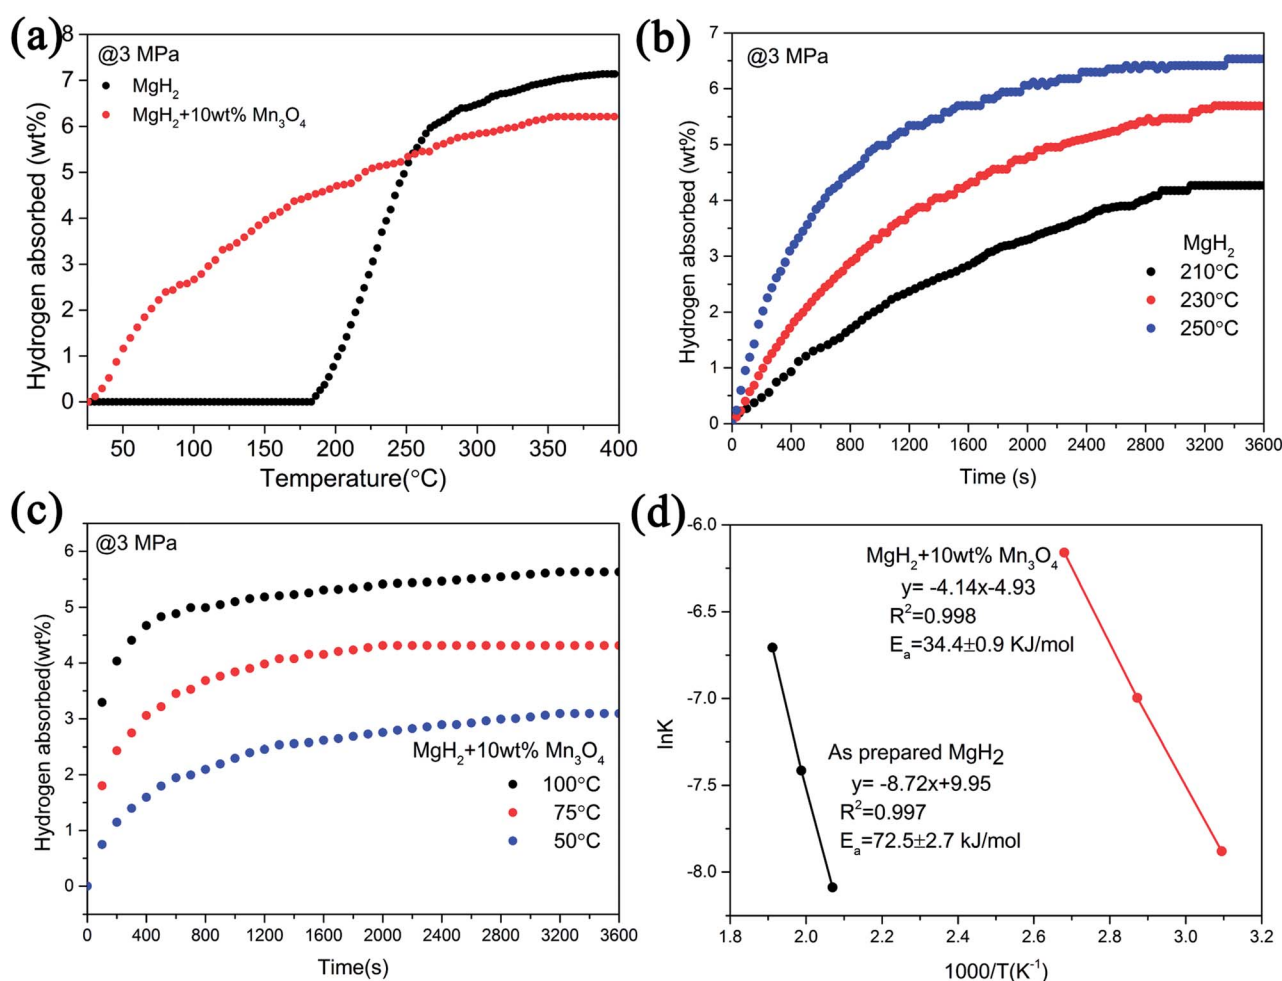 (a)
@3 MPa
MgH2
MgH2+10wt% Mn3O4
Hydrogen absorbed (wt%)
8
7
6
5
4
3
2
1
0
50 100 150 200 250 300 350 400
Temperature(°C)
(b)
@3 MPa
Hydrogen absorbed (wt%)
7
6
5
4
3
2
1
0
MgH2
210°C
230°C
250°C
0 400 800 1200 1600 2000 2400 2800 3200 3600
Time (s)
(c)
@3 MPa
Hydrogen absorbed(wt%)
6
5
4
3
2
1
0
MgH2+10wt% Mn3O4
100°C
75°C
50°C
0 400 800 1200 1600 2000 2400 2800 3200 3600
Time(s)
(d)
lnK
-6.0
-6.5
-7.0
-7.5
-8.0
MgH2+10wt% Mn3O4
y= -4.14x-4.93
R2=0.998
Ea=34.4±0.9 KJ/mol
As prepared MgH2
y= -8.72x+9.95
R2=0.997
Ea=72.5±2.7 kJ/mol
1.8 2.0 2.2 2.4 2.6 2.8 3.0 3.2
1000/T(K-1)